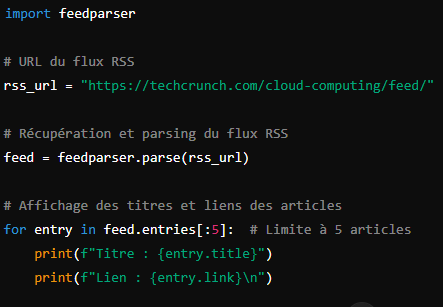 import feedparser
# URL du flux RSS
rss_url = "https://techcrunch.com/cloud-computing/feed/"
# Récupération et parsing du flux RSS
feed = feedparser.parse(rss_url)
# Affichage des titres et liens des articles
for entry in feed.entries[:5]:  # Limite à 5 articles
    print(f"Titre : {entry.title}")
    print(f"Lien : {entry.link}\n")